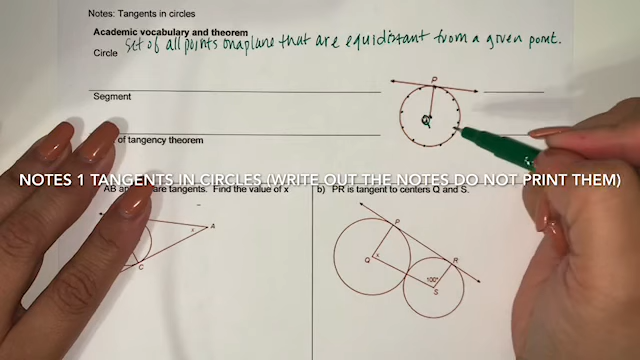 Notes: Tangents in circles
Academic vocabulary and theorem
Circle set of all points on a plane that are equidistant from a given point.
P
Segment
Q
of tangency theorem
NOTES 1 TANGENTS IN CIRCLES (WRITE OUT THE NOTES DO NOT PRINT THEM)
AB an are tangents. Find the value of x
b) PR is tangent to centers Q and S.
P
x A
Q x R
C 100°
S